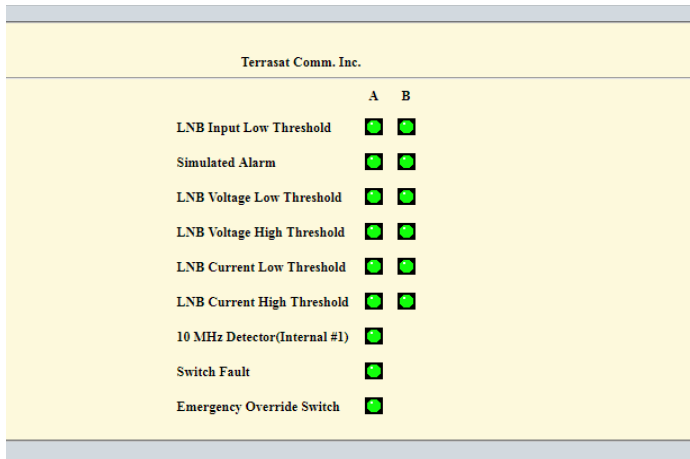 Terrasat Comm. Inc.
A B
LNB Input Low Threshold
Simulated Alarm
LNB Voltage Low Threshold
LNB Voltage High Threshold
LNB Current Low Threshold
LNB Current High Threshold
10 MHz Detector(Internal #1)
Switch Fault
Emergency Override Switch